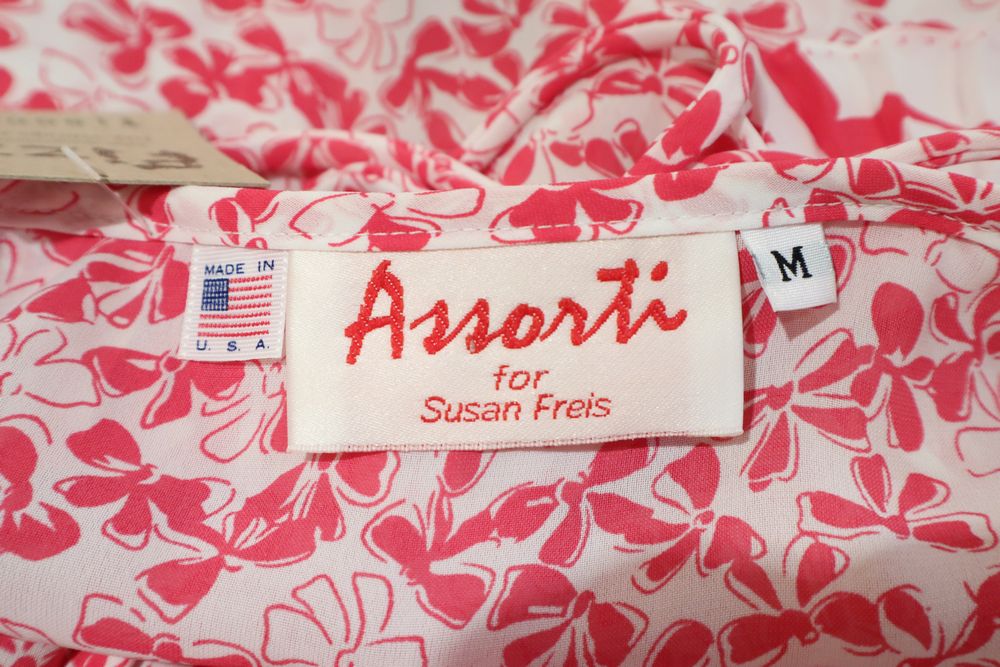 MADE IN
U. S. A.
Assorti
for
Susan Freis
M